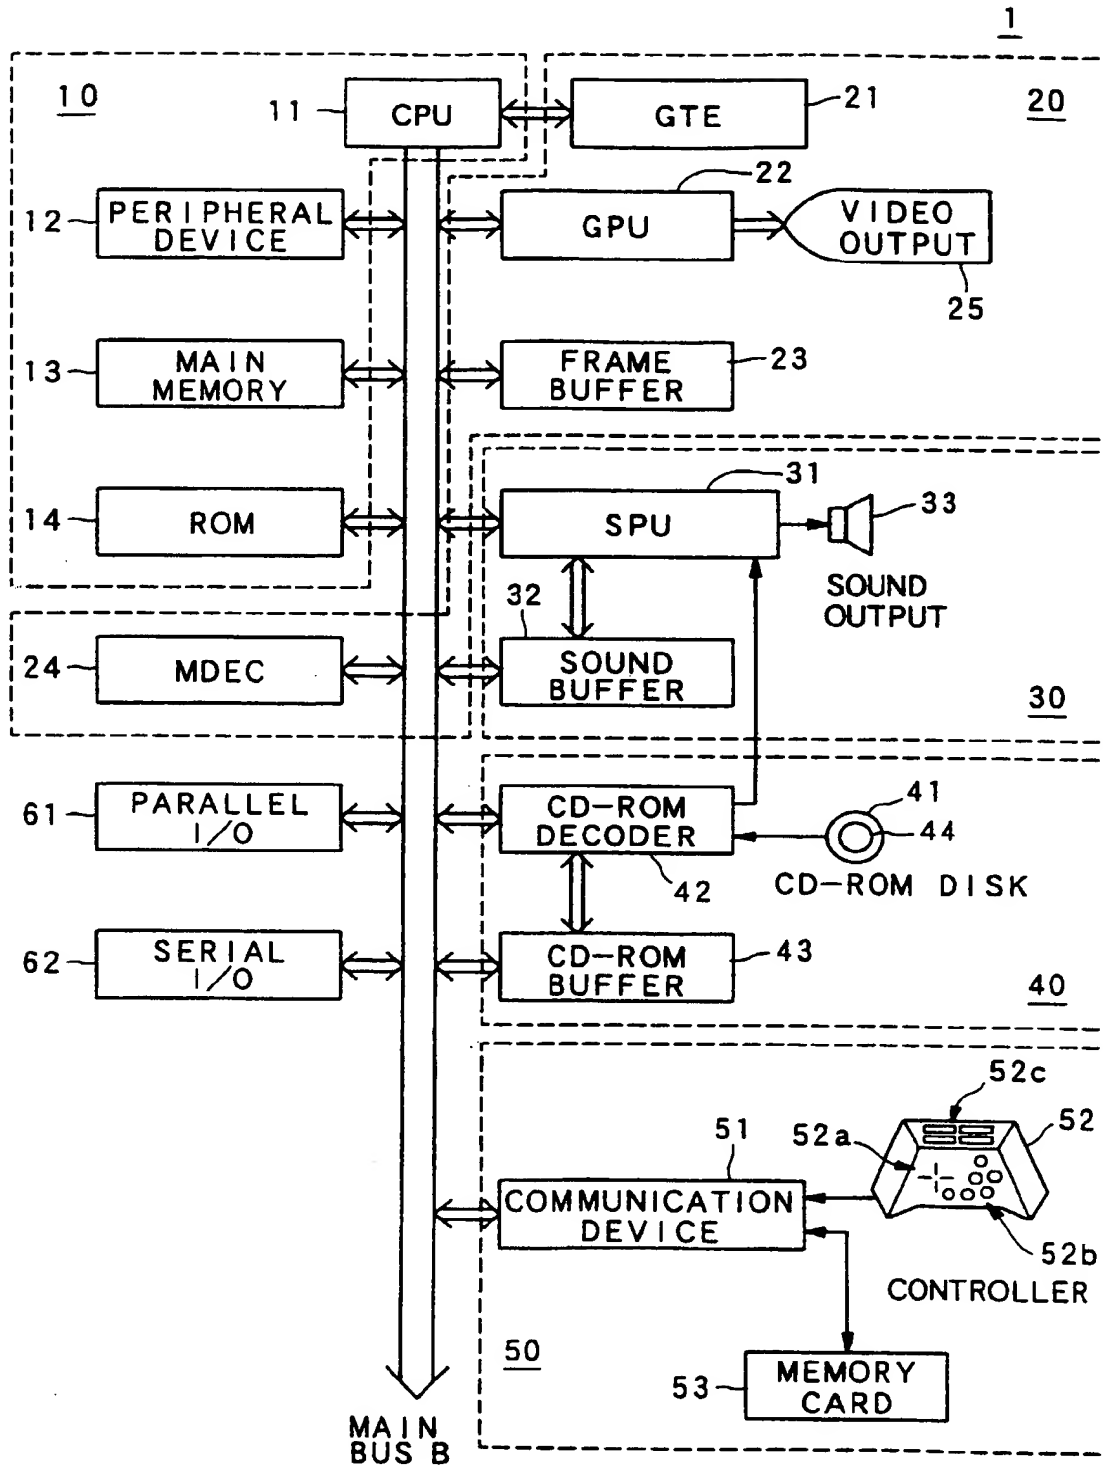 1
10
11
CPU
GTE
21
20
22
12
PERIPHERAL
DEVICE
GPU
VIDEO
OUTPUT
25
13
MAIN
MEMORY
FRAME
BUFFER
23
31
14
ROM
SPU
33
SOUND
OUTPUT
32
24
MDEC
SOUND
BUFFER
30
61
PARALLEL
I/O
CD-ROM
DECODER
41
44
42
CD-ROM DISK
62
SERIAL
I/O
CD-ROM
BUFFER
43
40
52c
52
52a
51
COMMUNICATION
DEVICE
52b
CONTROLLER
50
53
MEMORY
CARD
MAIN
BUS B